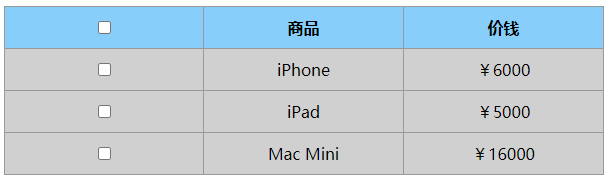 商品 价钱
iPhone ￥6000
iPad ￥5000
Mac Mini ￥16000